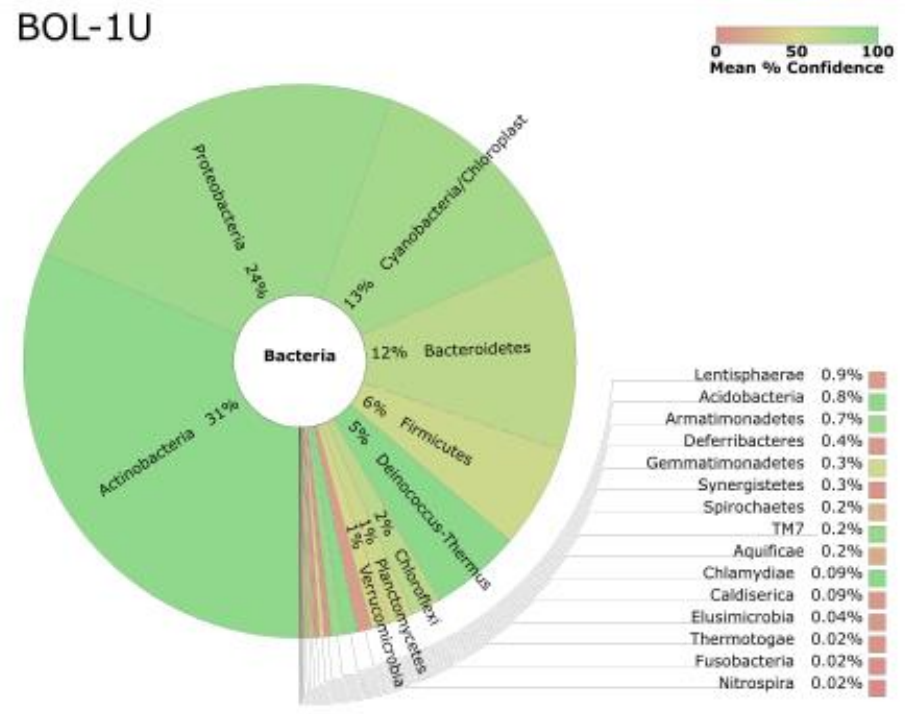 BOL-1U
0 50 100
Mean % Confidence
Proteobacteria 24%
Cyanobacteria/Chloroplast 13%
Bacteria
12% Bacteroidetes
6% Firmicutes
5% Deinococcus-Thermus
31% Actinobacteria
2% Chloroflexi
1% Planctomycetes
1% Verrucomicrobia
Lentisphaerae 0.9%
Acidobacteria 0.8%
Armatimonadetes 0.7%
Deferribacteres 0.4%
Gemmatimonadetes 0.3%
Synergistetes 0.3%
Spirochaetes 0.2%
TM7 0.2%
Aquificae 0.2%
Chlamydiae 0.09%
Caldiserica 0.09%
Elusimicrobia 0.04%
Thermotogae 0.02%
Fusobacteria 0.02%
Nitrospira 0.02%